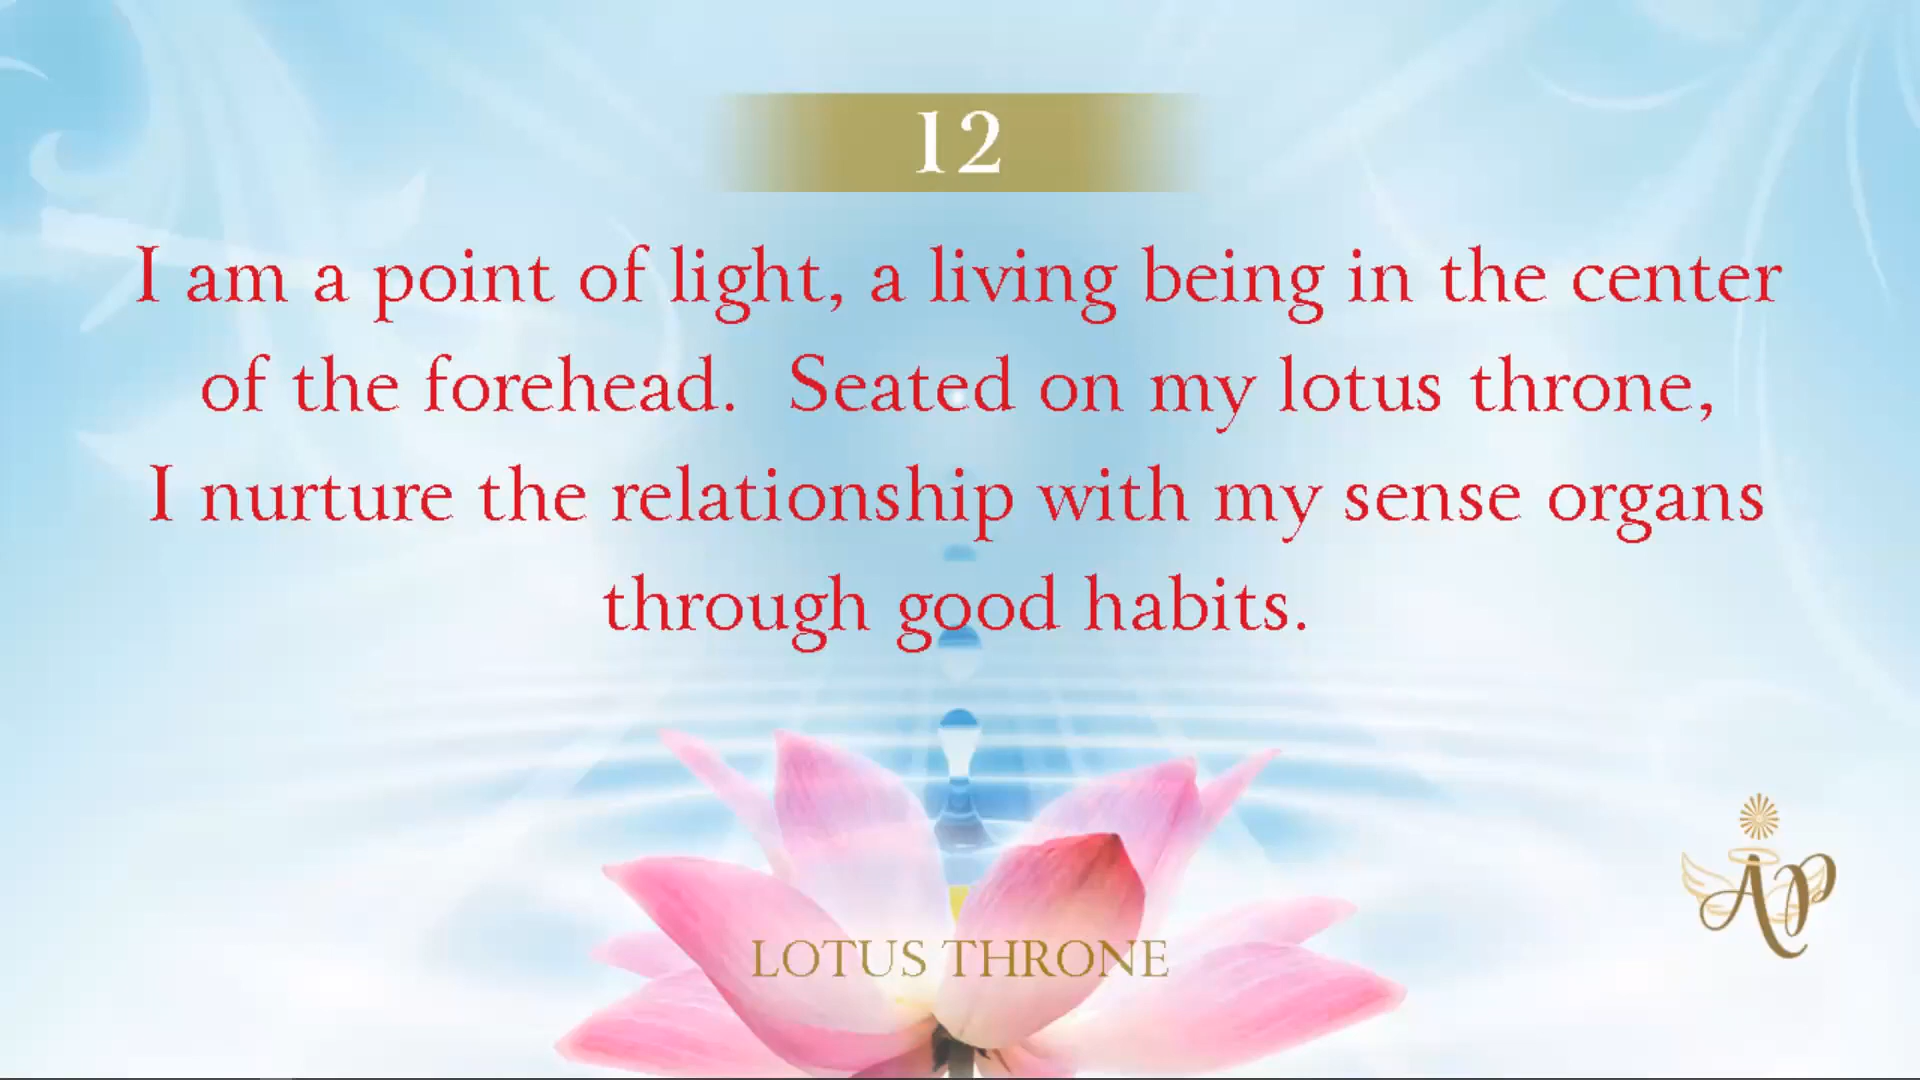 12
I am a point of light, a living being in the center
of the forehead.  Seated on my lotus throne,
I nurture the relationship with my sense organs
through good habits.
LOTUS THRONE
AP